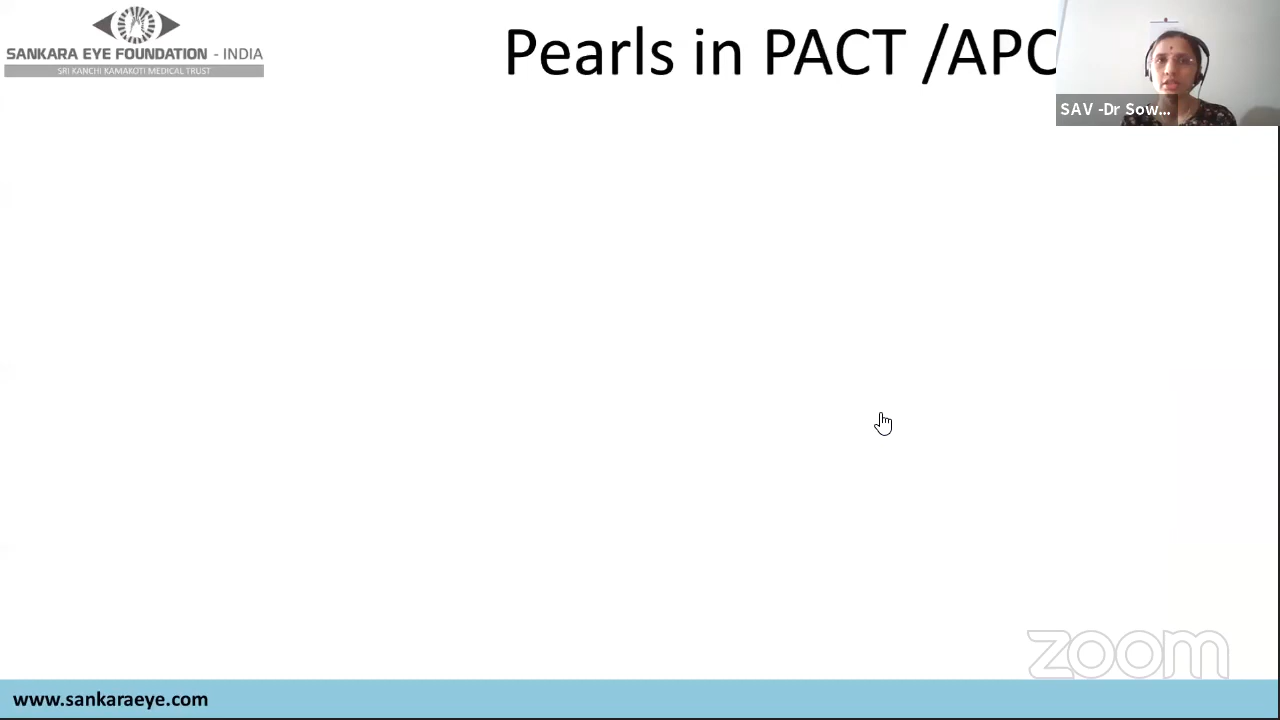 SANKARA EYE FOUNDATION - INDIA
SRI KANCHI KAMAKOTI MEDICAL TRUST
Pearls in PACT /APC
SAV -Dr Sow...
zoom
www.sankaraeye.com